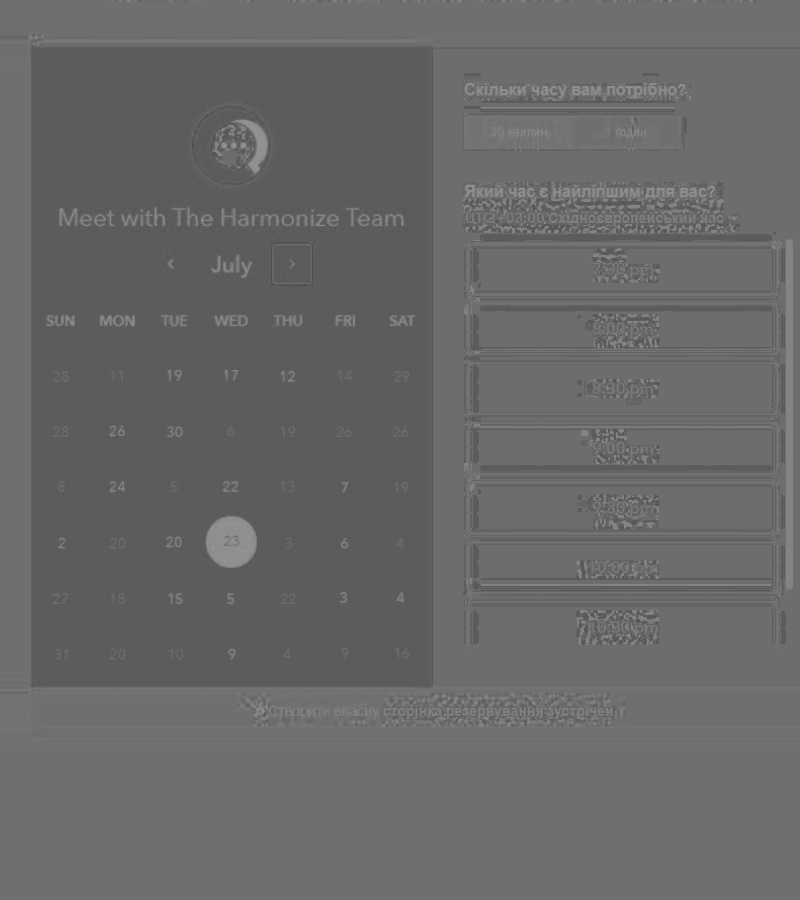 Meet with The Harmonize Team
July
SUN MON TUE WED THU FRI SAT
28 11 19 17 12 14 29
28 26 30 6 19 26 26
8 24 5 22 13 7 19
2 20 20 23 3 6 4
27 18 15 5 22 3 4
31 20 10 9 4 9 16
Скільки часу вам потрібно?
30 хвилин 1 годин
Який час є найліпшим для вас?
UTC +03:00 Східноєвропейський час
7:30 pm
8:00 pm
8:30 pm
9:00 pm
9:30 pm
10:00 pm
10:30 pm
Створити власну сторінка резервування зустрічей